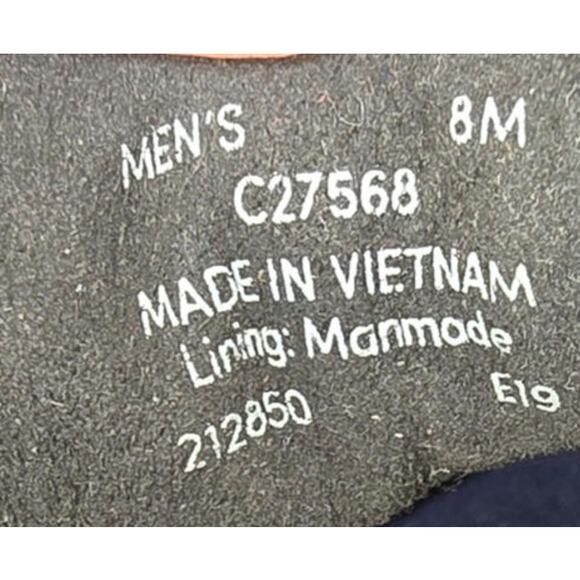 MEN'S 8M
C27568
MADE IN VIETNAM
Lining: Manmade
212850 E19